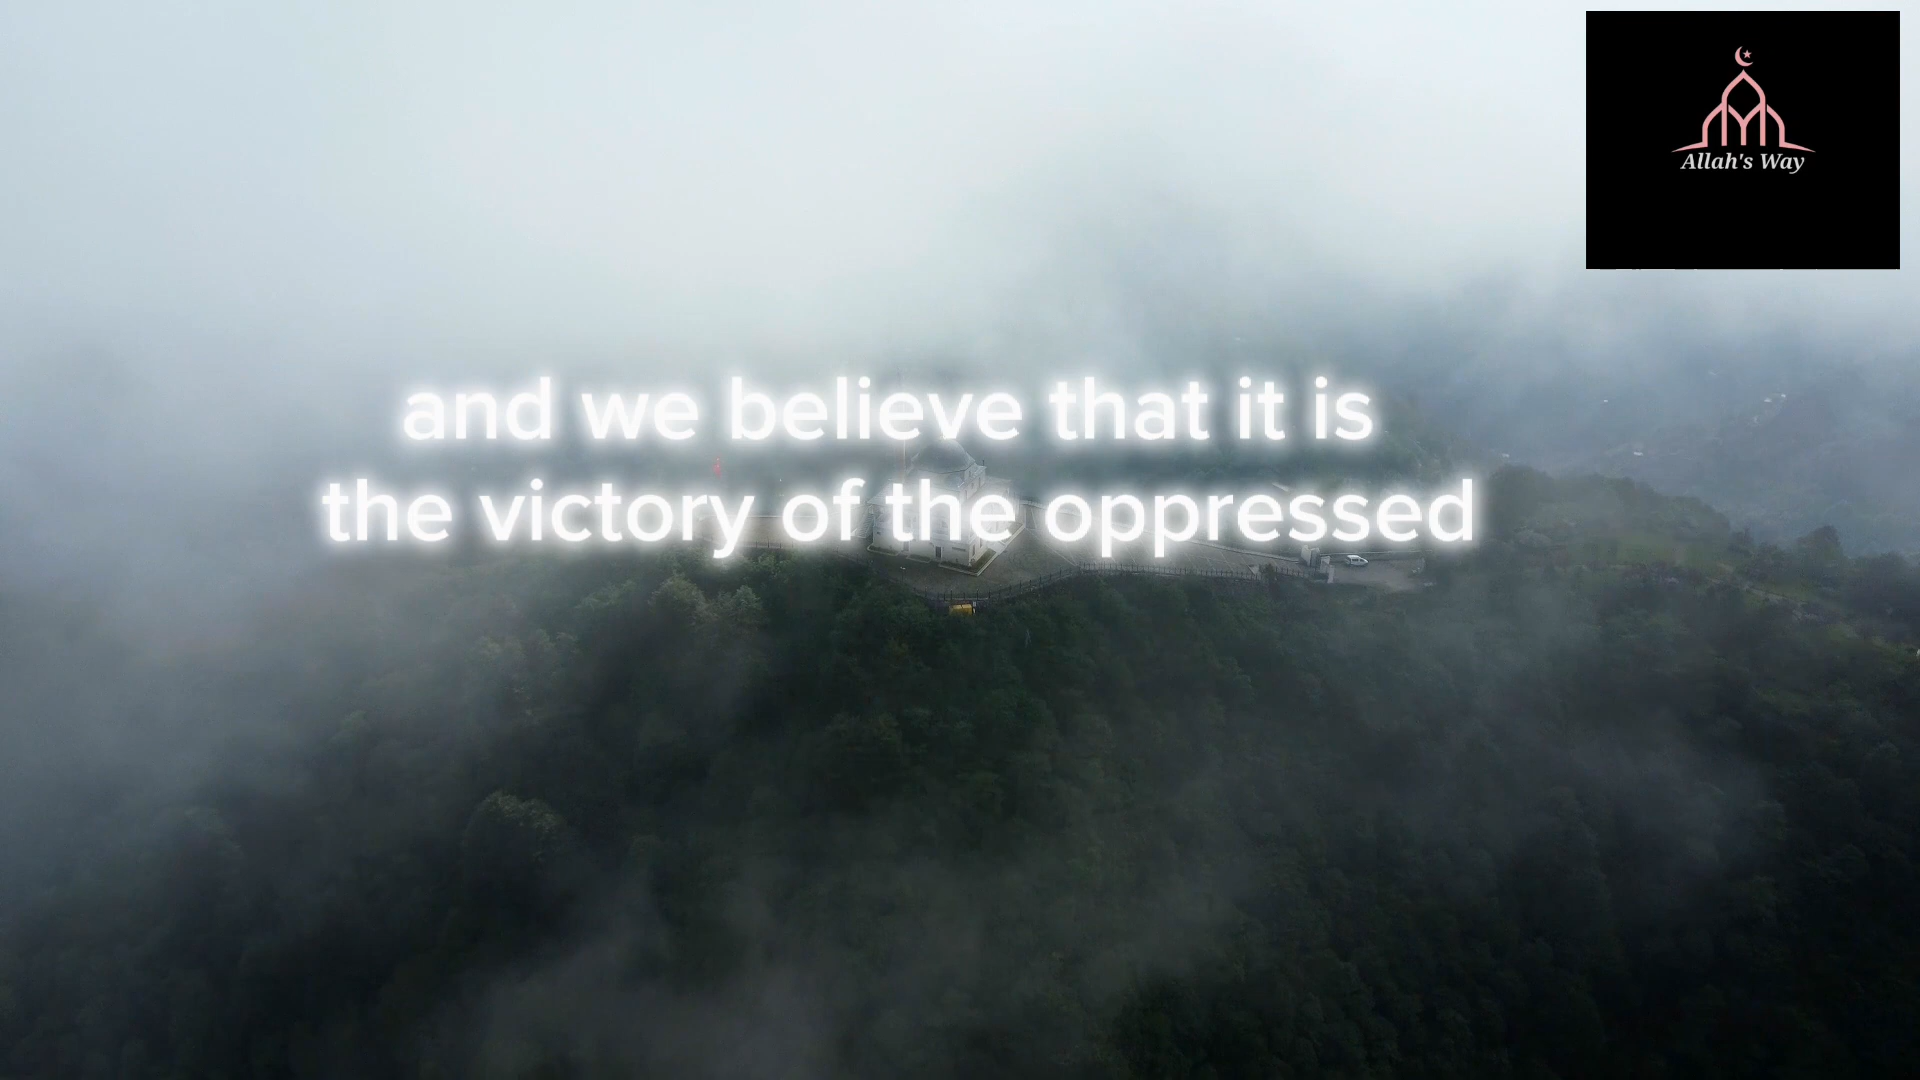 Allah's Way
and we believe that it is
the victory of the oppressed